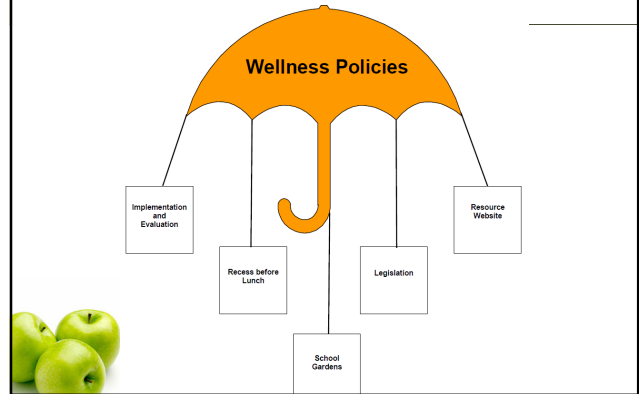 Wellness Policies
Implementation
and
Evaluation
Recess before
Lunch
School
Gardens
Legislation
Resource
Website